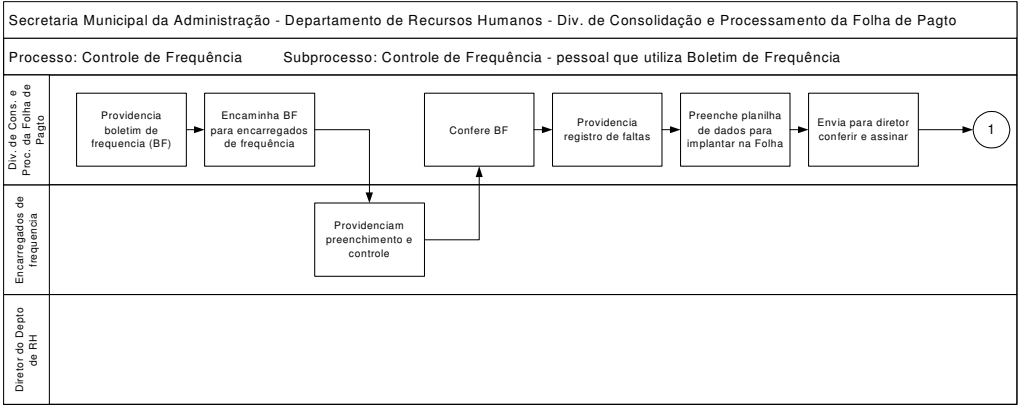 Secretaria Municipal da Administração - Departamento de Recursos Humanos - Div. de Consolidação e Processamento da Folha de Pagto
Processo: Controle de Frequência Subprocesso: Controle de Frequência - pessoal que utiliza Boletim de Frequência
Div. de Cons. e
Proc. da Folha de
Pagto
Providencia
boletim de
frequencia (BF)
Encaminha BF
para encarregados
de frequência
Confere BF
Providencia
registro de faltas
Preenche planilha
de dados para
implantar na Folha
Envia para diretor
conferir e assinar
1
Encarregados de
frequencia
Providenciam
preenchimento e
controle
Diretor do Depto
de RH